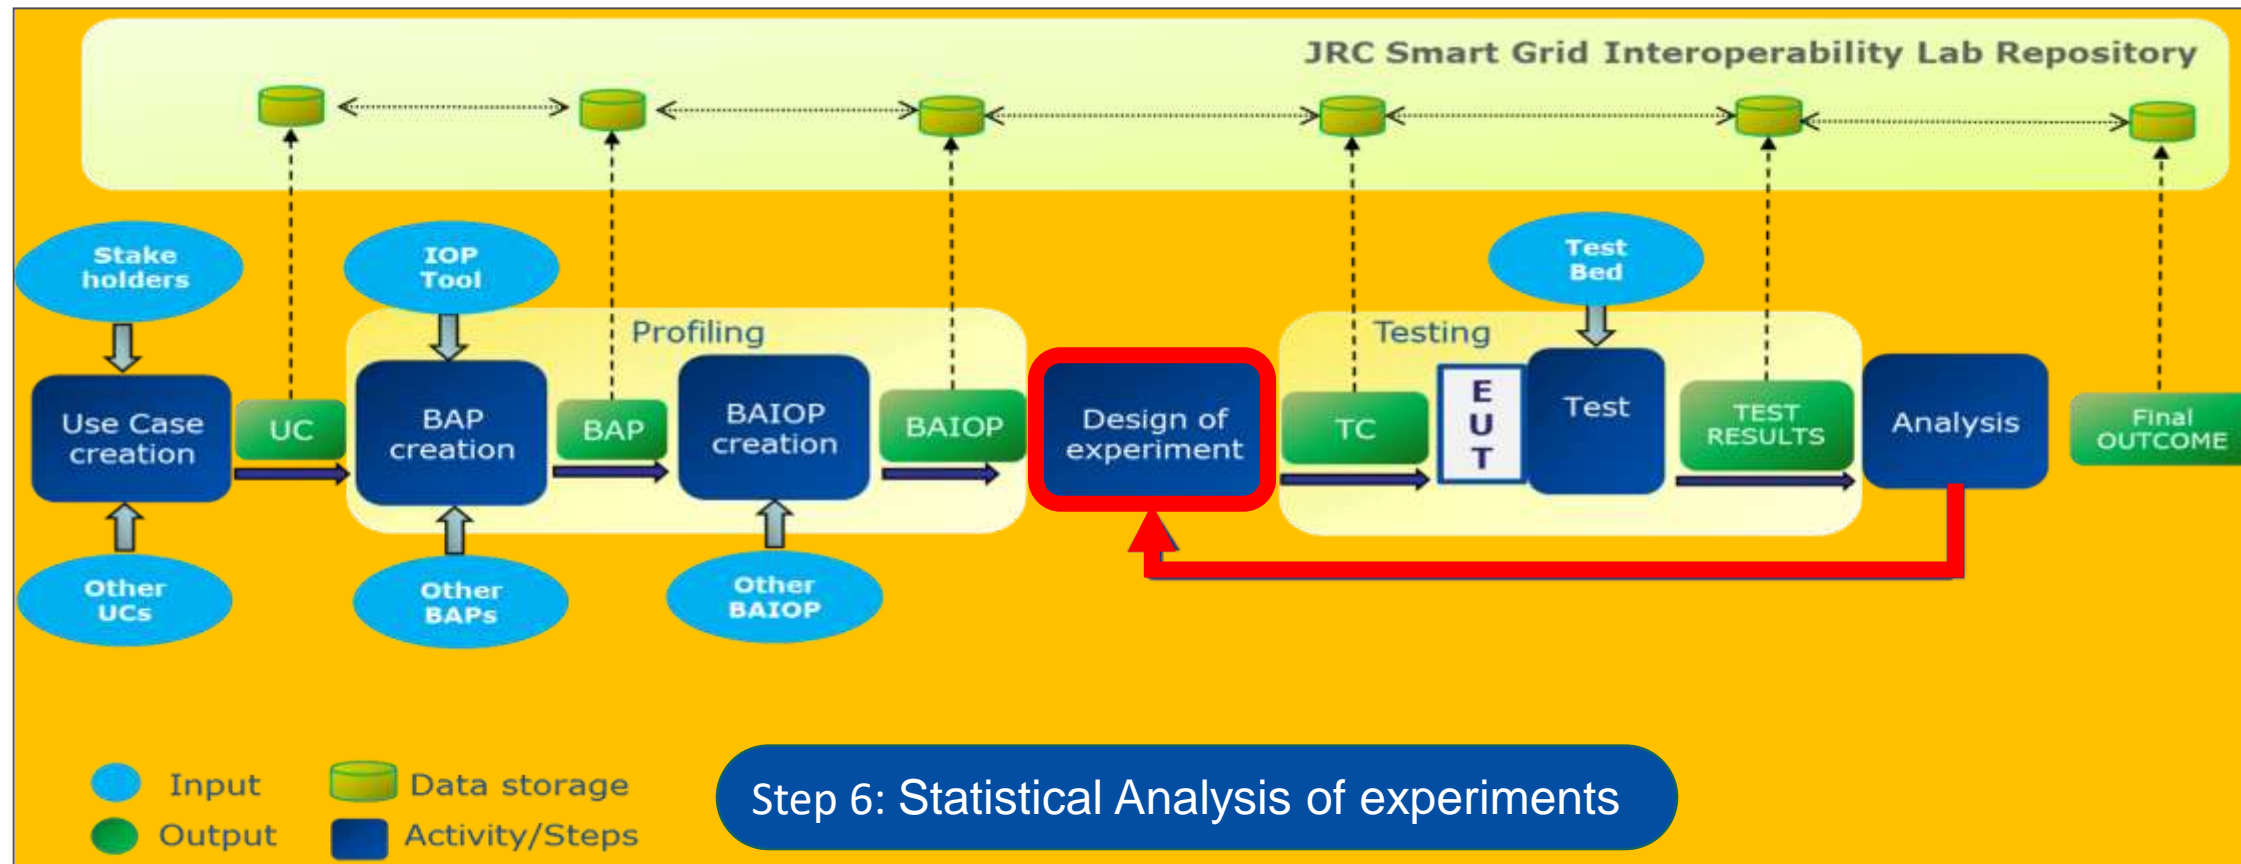 JRC Smart Grid Interoperability Lab Repository
Stake
holders
IOP
Tool
Test
Bed
Profiling
Testing
Use Case
creation
UC
BAP
creation
BAP
BAIOP
creation
BAIOP
Design of
experiment
TC
E
U
T
Test
TEST
RESULTS
Analysis
Final
OUTCOME
Other
UCs
Other
BAPs
Other
BAIOP
Input
Data storage
Output
Activity/Steps
Step 6: Statistical Analysis of experiments